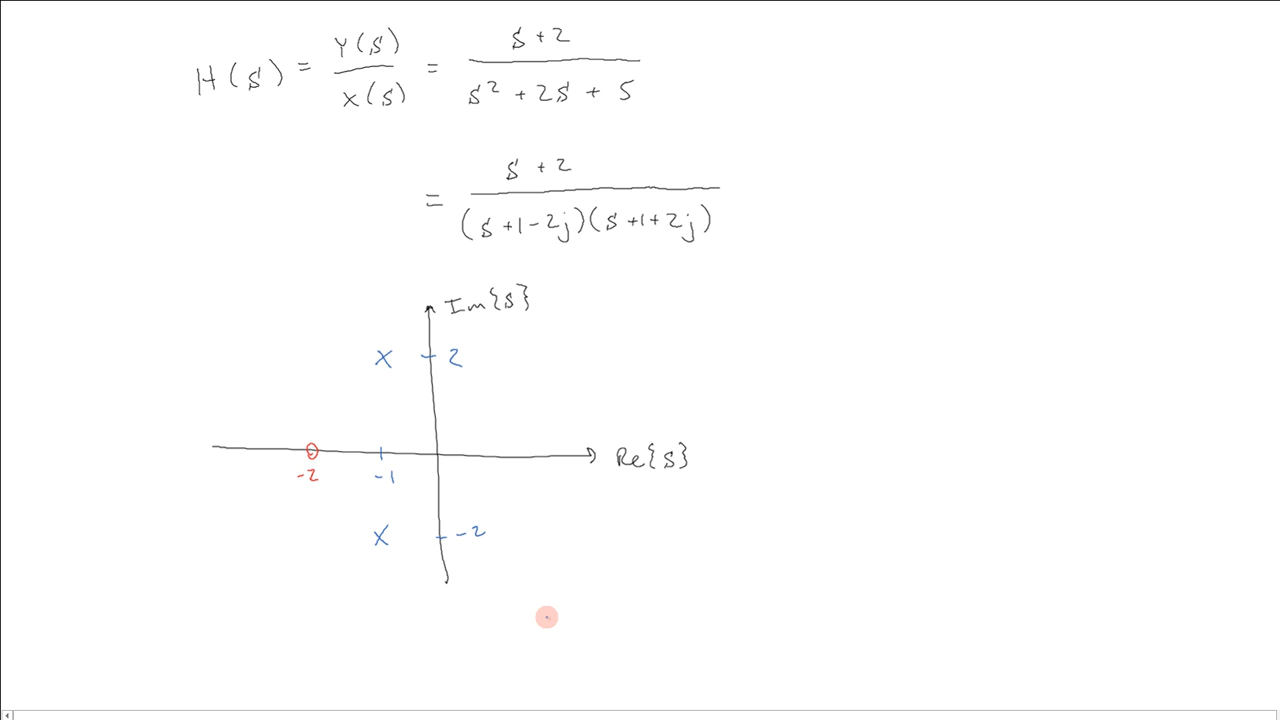 H(s) = Y(s)/X(s) = (s+2)/(s² + 2s + 5)
= (s+2)/((s+1-2j)(s+1+2j))
Im{s}
X 2
Re{s}
-2 -1
X -2